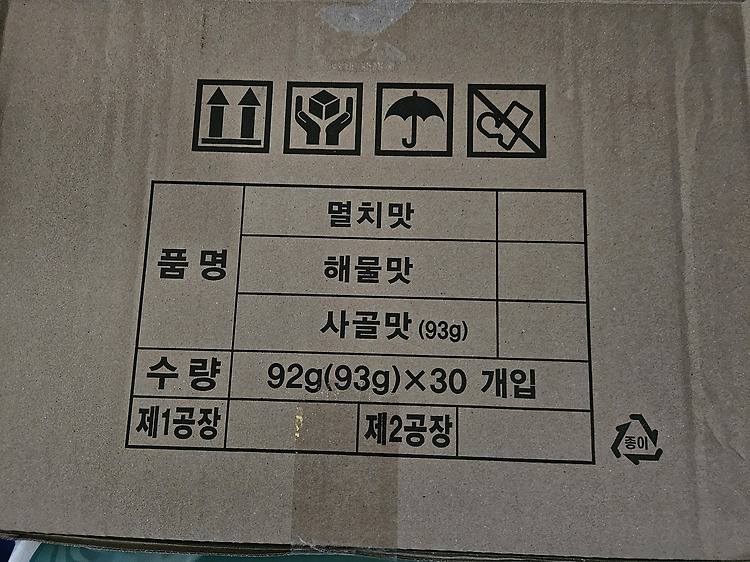 품명
멸치맛
해물맛
사골맛 (93g)
수량 92g(93g)×30 개입
제1공장 제2공장
종이